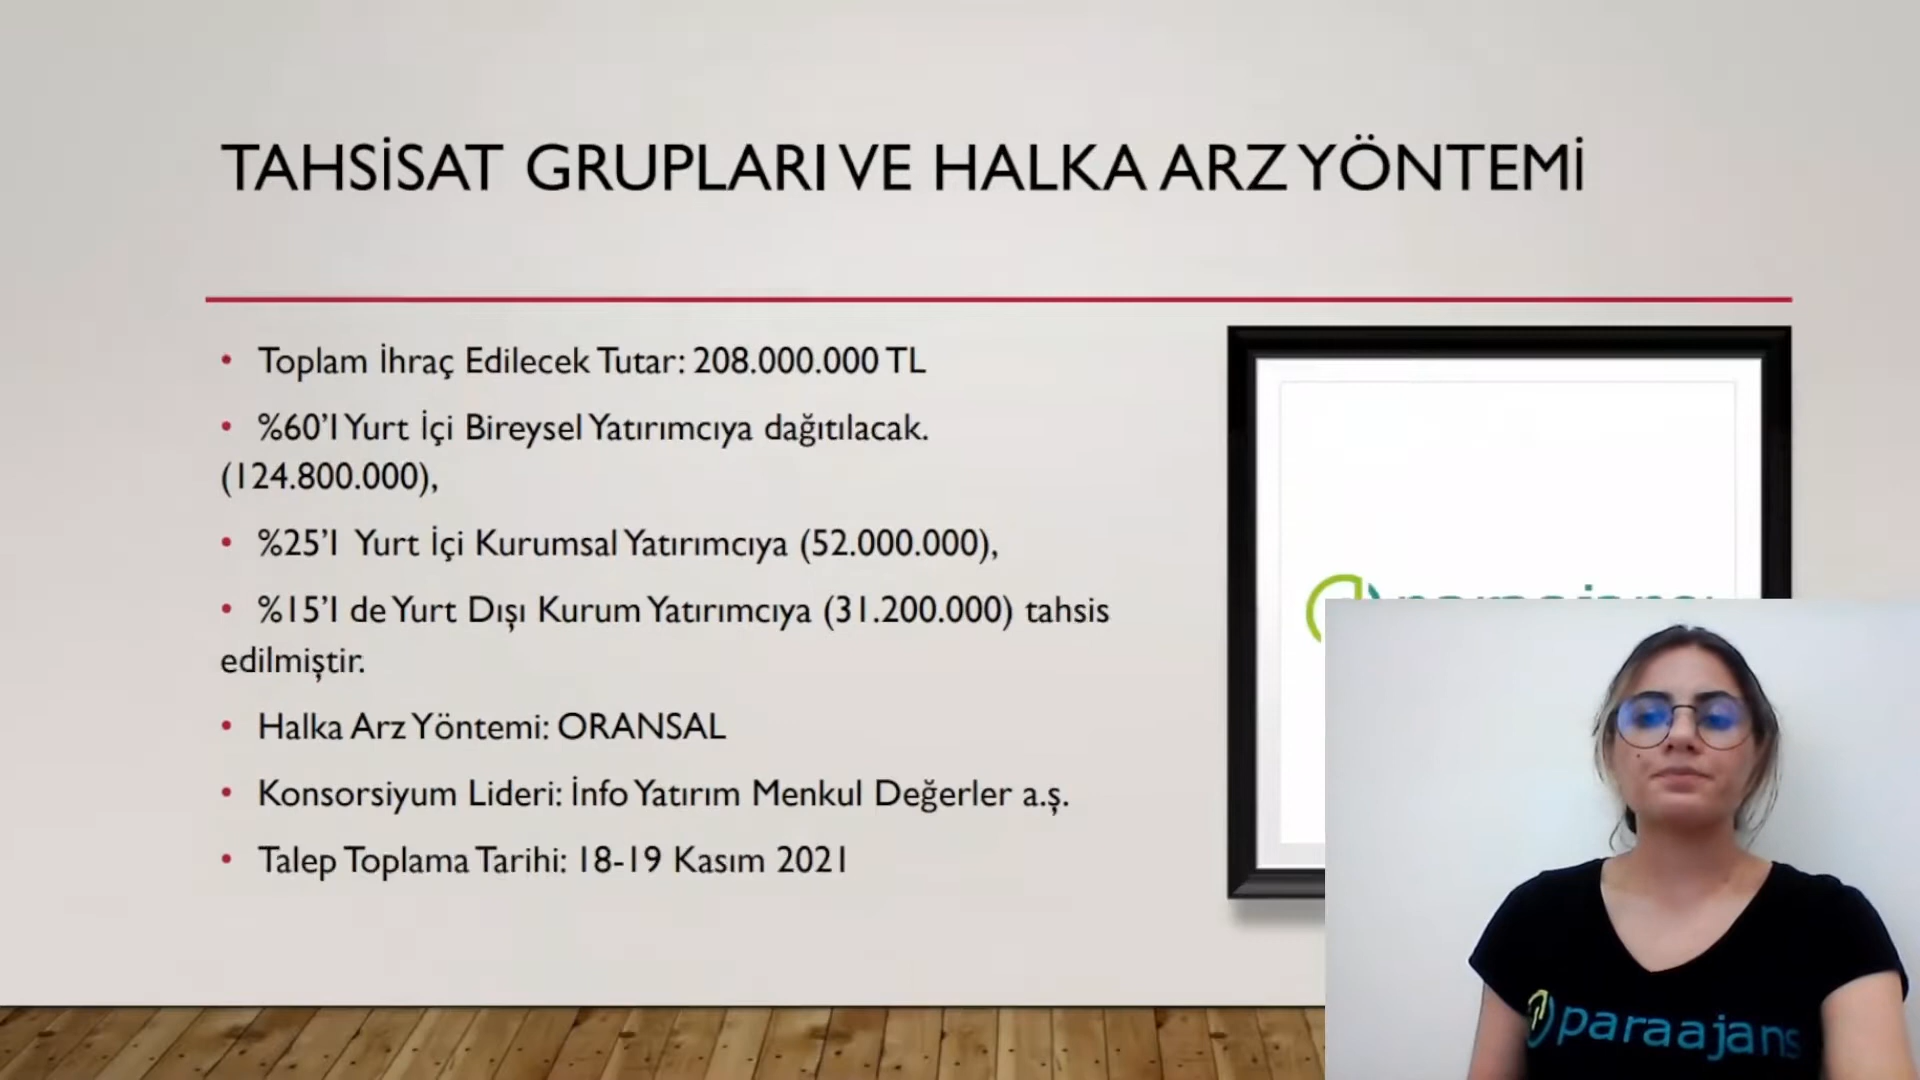 TAHSİSAT GRUPLARI VE HALKA ARZ YÖNTEMİ
• Toplam İhraç Edilecek Tutar: 208.000.000 TL
• %60'I Yurt İçi Bireysel Yatırımcıya dağıtılacak.
(124.800.000),
• %25'I Yurt İçi Kurumsal Yatırımcıya (52.000.000),
• %15'I de Yurt Dışı Kurum Yatırımcıya (31.200.000) tahsis
edilmiştir.
• Halka Arz Yöntemi: ORANSAL
• Konsorsiyum Lideri: İnfo Yatırım Menkul Değerler a.ş.
• Talep Toplama Tarihi: 18-19 Kasım 2021
paraajans